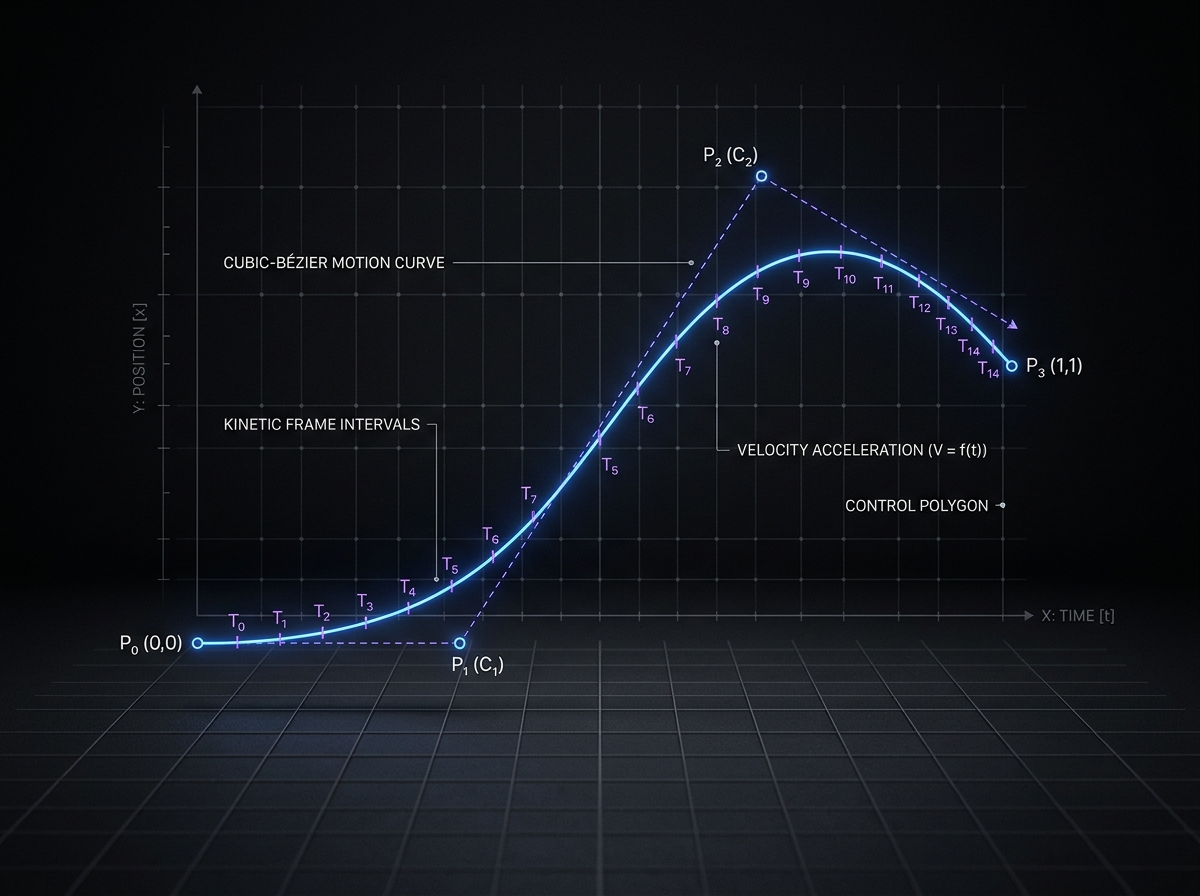 P₂ (C₂)
CUBIC-BÉZIER MOTION CURVE
T₉
T₉
T₁₀
T₁₁
T₁₂
T₈
T₁₃
T₁₄
T₇
T₁₄
P₃ (1,1)
Y: POSITION [x]
T₆
KINETIC FRAME INTERVALS
VELOCITY ACCELERATION (V = f(t))
T₅
T₇
CONTROL POLYGON
T₆
T₅
T₄
T₃
T₂
T₁
T₀
X: TIME [t]
P₀ (0,0)
P₁ (C₁)